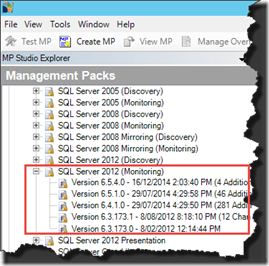 File View Tools Window Help
Test MP Create MP View MP Manage Over
MP Studio Explorer
Management Packs
SQL Server 2005 (Discovery)
SQL Server 2005 (Monitoring)
SQL Server 2008 (Discovery)
SQL Server 2008 (Monitoring)
SQL Server 2008 Mirroring (Discovery)
SQL Server 2008 Mirroring (Monitoring)
SQL Server 2012 (Discovery)
SQL Server 2012 (Monitoring)
Version 6.5.4.0 - 16/12/2014 2:03:40 PM (4 Addition
Version 6.5.1.0 - 29/07/2014 4:29:58 PM (46 Additio
Version 6.4.1.0 - 29/07/2014 4:29:50 PM (281 Addi
Version 6.3.173.1 - 8/08/2012 8:18:10 PM (12 Chan
Version 6.3.173.0 - 8/02/2012 12:14:44 PM
SQL Server 2012 Presentation